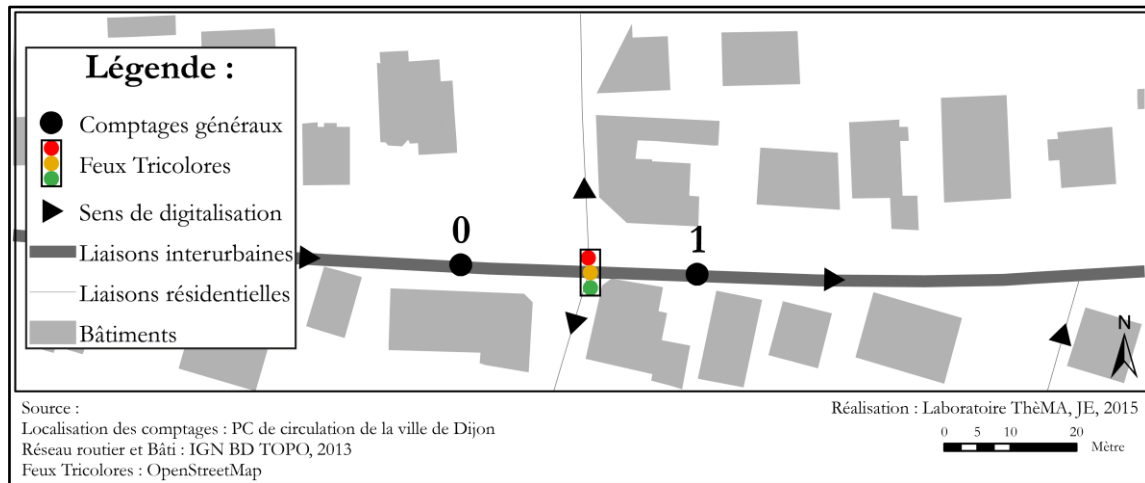 Légende :
Comptages généraux
Feux Tricolores
Sens de digitalisation
Liaisons interurbaines
Liaisons résidentielles
Bâtiments
0
1
N
Source :
Localisation des comptages : PC de circulation de la ville de Dijon
Réseau routier et Bâti : IGN BD TOPO, 2013
Feux Tricolores : OpenStreetMap
Réalisation : Laboratoire ThèMA, JE, 2015
0 5 10 20
Mètre